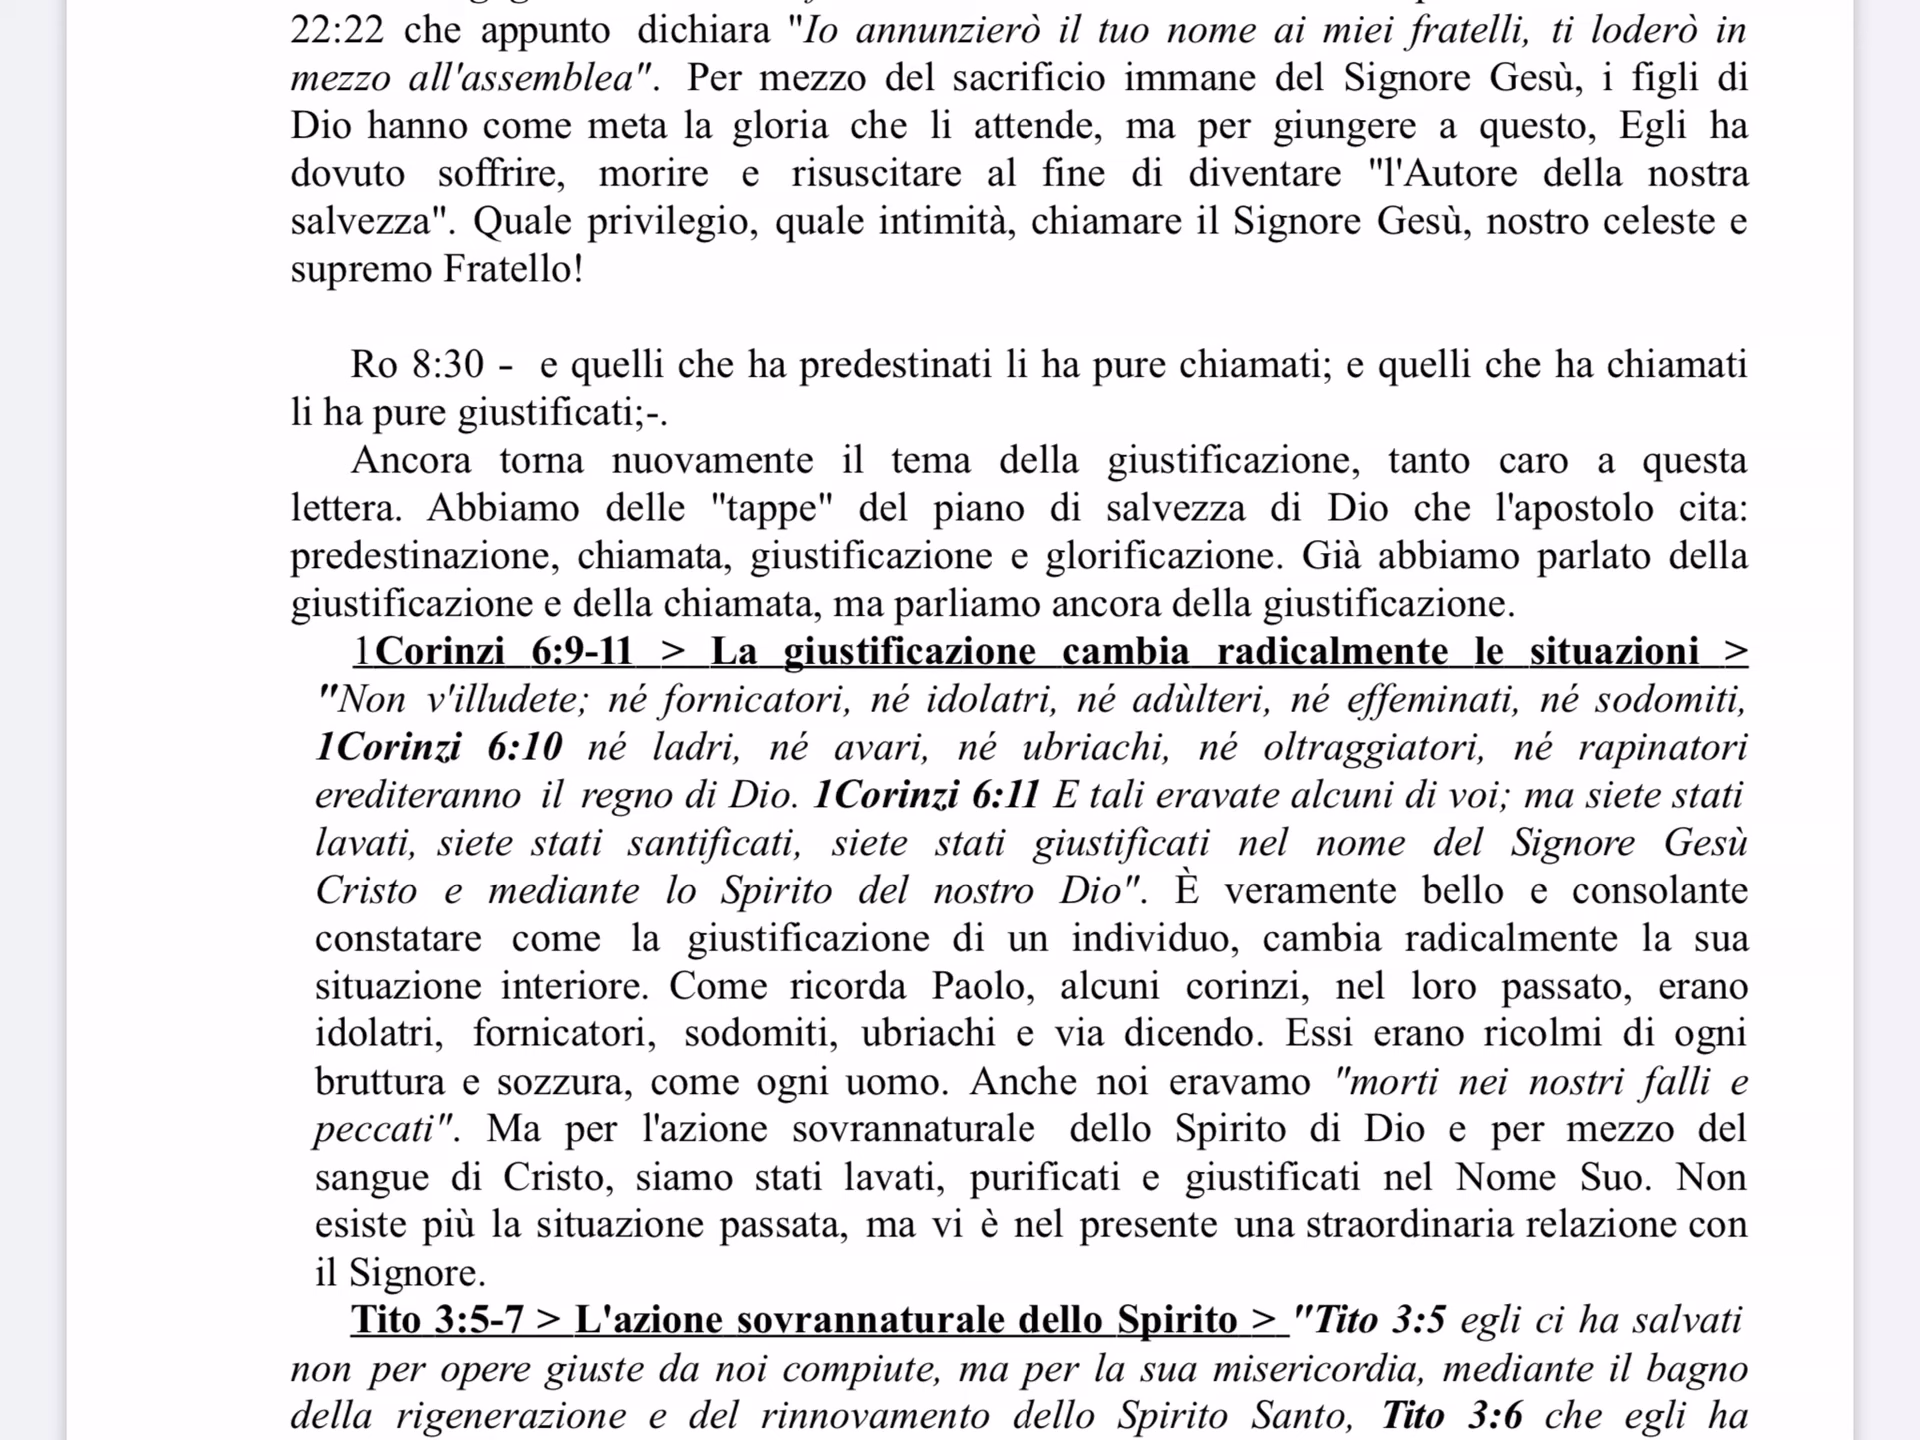 22:22 che appunto dichiara "Io annunzierò il tuo nome ai miei fratelli, ti loderò in
mezzo all'assemblea". Per mezzo del sacrificio immane del Signore Gesù, i figli di
Dio hanno come meta la gloria che li attende, ma per giungere a questo, Egli ha
dovuto soffrire, morire e risuscitare al fine di diventare "l'Autore della nostra
salvezza". Quale privilegio, quale intimità, chiamare il Signore Gesù, nostro celeste e
supremo Fratello!
Ro 8:30 - e quelli che ha predestinati li ha pure chiamati; e quelli che ha chiamati
li ha pure giustificati;-.
Ancora torna nuovamente il tema della giustificazione, tanto caro a questa
lettera. Abbiamo delle "tappe" del piano di salvezza di Dio che l'apostolo cita:
predestinazione, chiamata, giustificazione e glorificazione. Già abbiamo parlato della
giustificazione e della chiamata, ma parliamo ancora della giustificazione.
1Corinzi 6:9-11 > La giustificazione cambia radicalmente le situazioni >
"Non v'illudete; né fornicatori, né idolatri, né adùlteri, né effeminati, né sodomiti,
1Corinzi 6:10 né ladri, né avari, né ubriachi, né oltraggiatori, né rapinatori
erediteranno il regno di Dio. 1Corinzi 6:11 E tali eravate alcuni di voi; ma siete stati
lavati, siete stati santificati, siete stati giustificati nel nome del Signore Gesù
Cristo e mediante lo Spirito del nostro Dio". È veramente bello e consolante
constatare come la giustificazione di un individuo, cambia radicalmente la sua
situazione interiore. Come ricorda Paolo, alcuni corinzi, nel loro passato, erano
idolatri, fornicatori, sodomiti, ubriachi e via dicendo. Essi erano ricolmi di ogni
bruttura e sozzura, come ogni uomo. Anche noi eravamo "morti nei nostri falli e
peccati". Ma per l'azione sovrannaturale dello Spirito di Dio e per mezzo del
sangue di Cristo, siamo stati lavati, purificati e giustificati nel Nome Suo. Non
esiste più la situazione passata, ma vi è nel presente una straordinaria relazione con
il Signore.
Tito 3:5-7 > L'azione sovrannaturale dello Spirito > "Tito 3:5 egli ci ha salvati
non per opere giuste da noi compiute, ma per la sua misericordia, mediante il bagno
della rigenerazione e del rinnovamento dello Spirito Santo, Tito 3:6 che egli ha